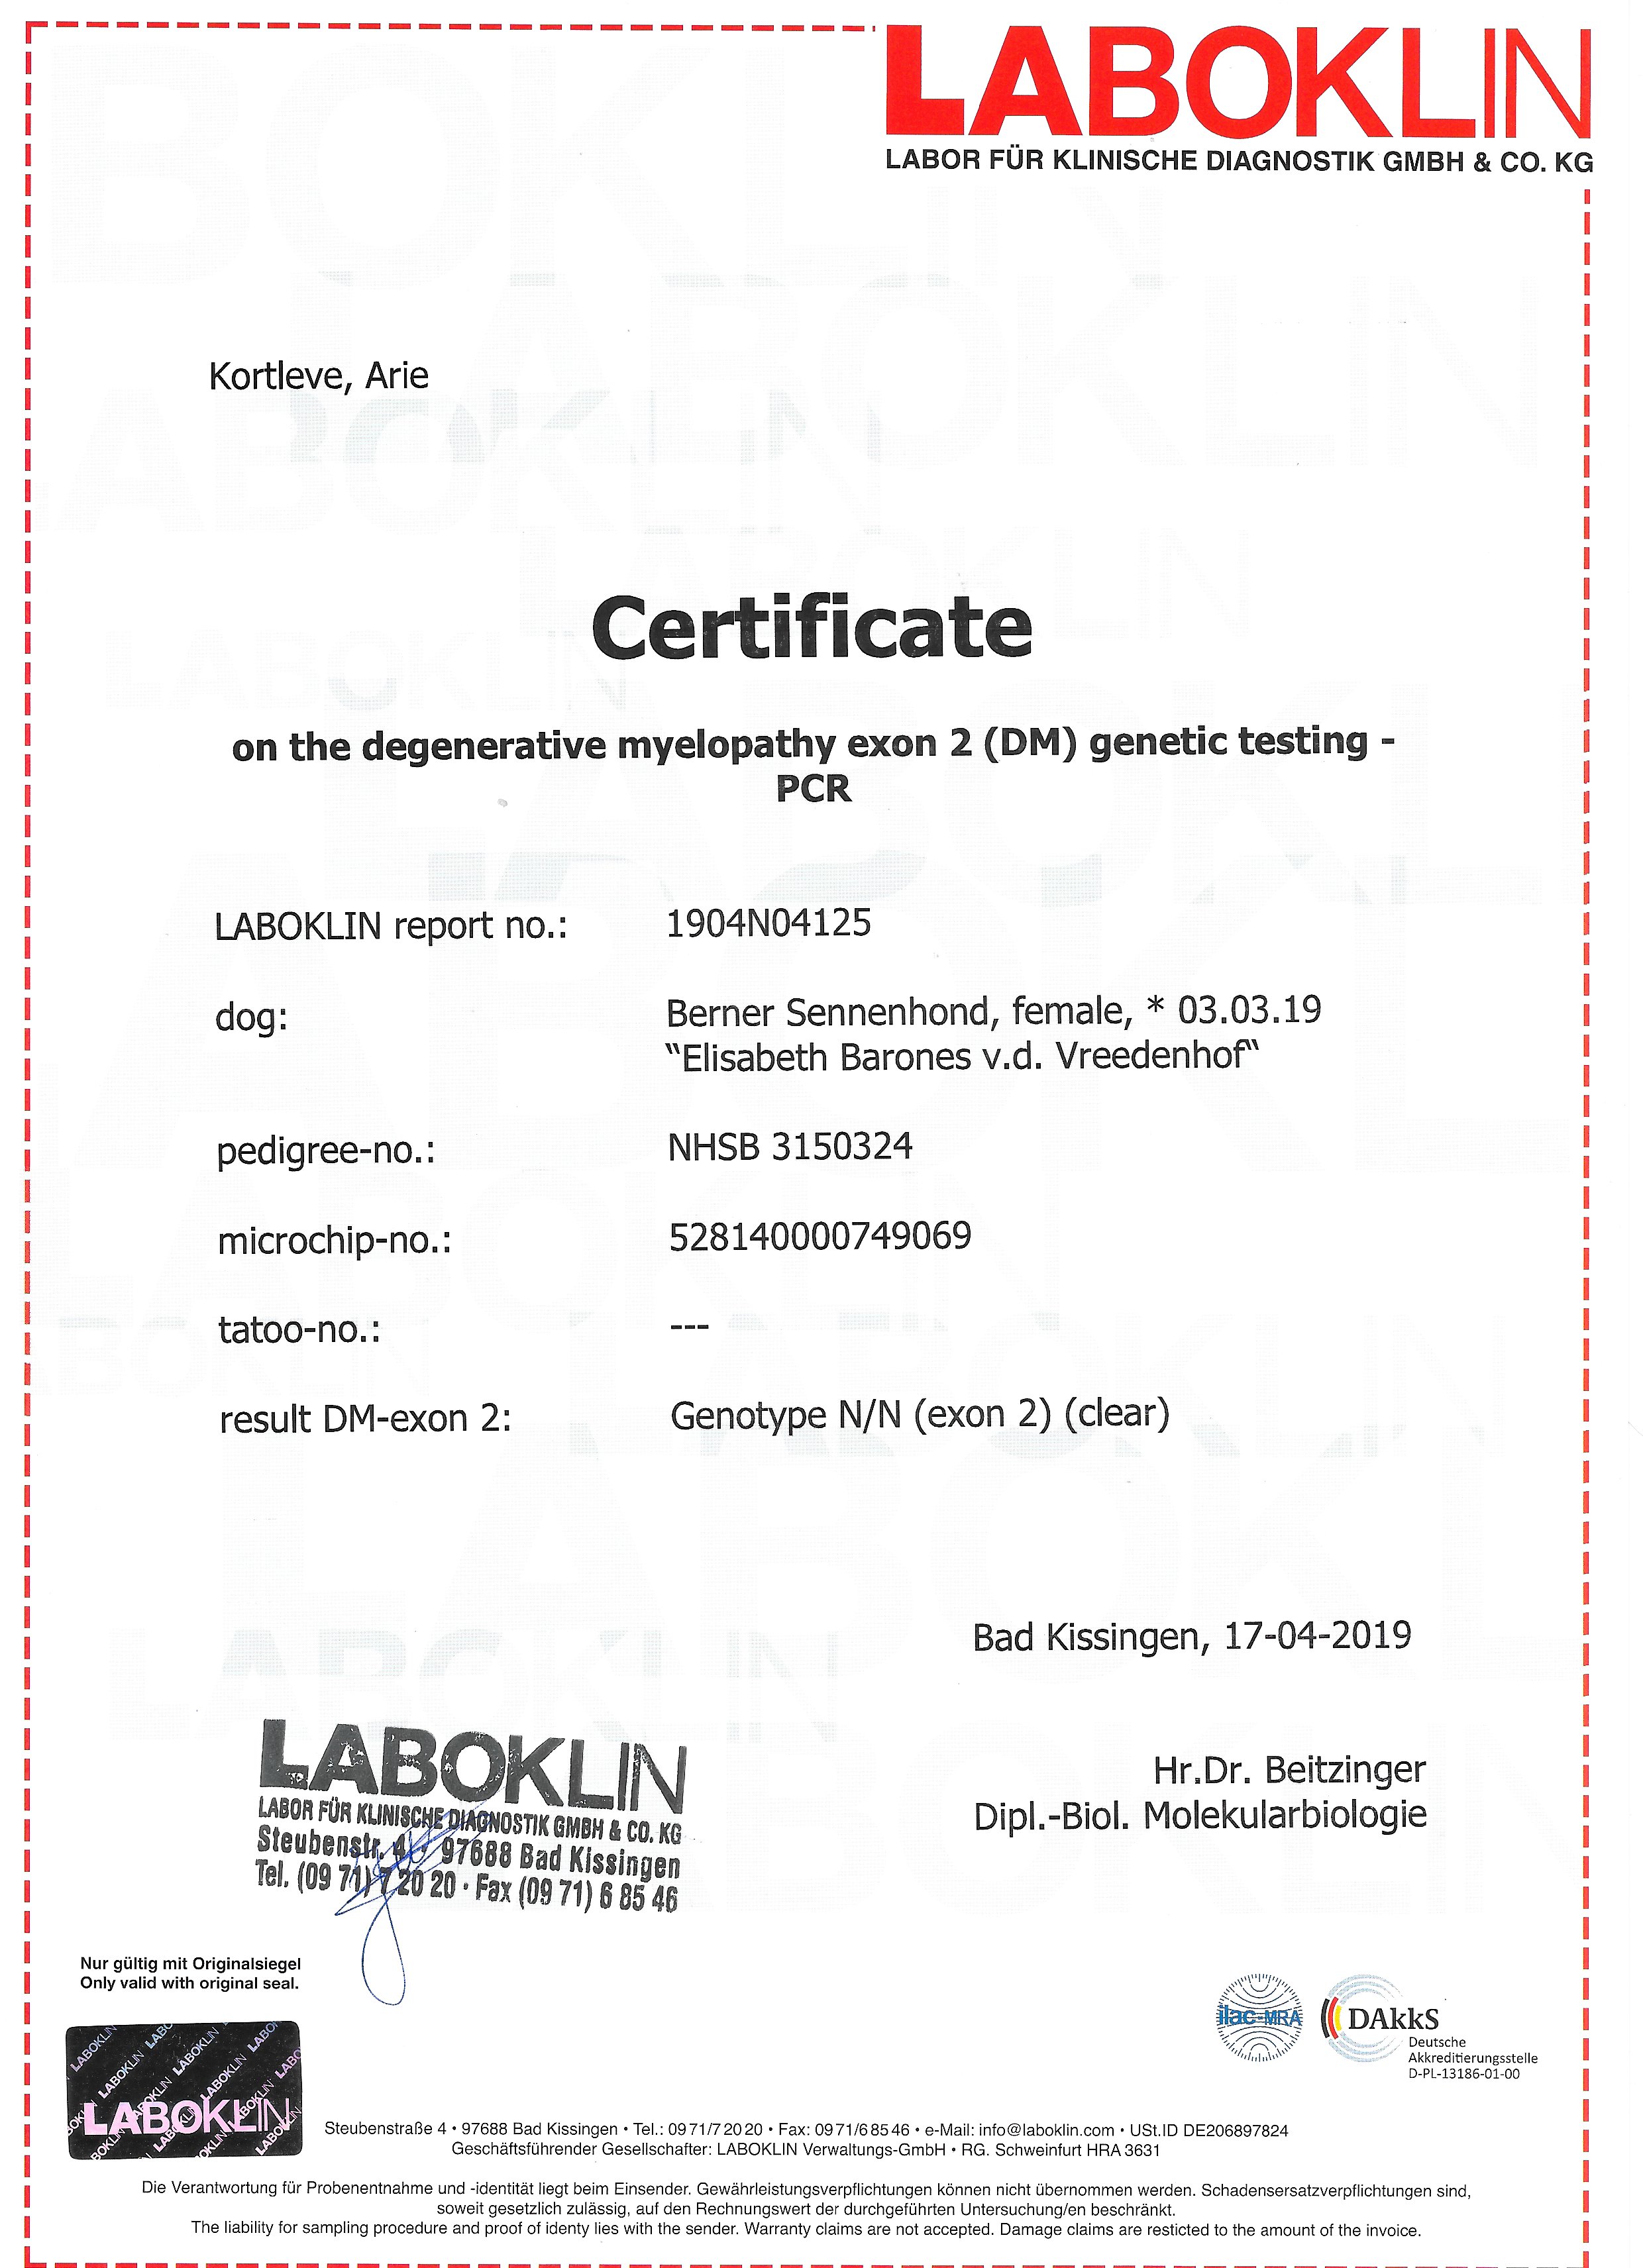 LABOKLIN
LABOR FÜR KLINISCHE DIAGNOSTIK GMBH & CO. KG
Kortleve, Arie
Certificate
on the degenerative myelopathy exon 2 (DM) genetic testing -
PCR
LABOKLIN report no.: 1904N04125
dog: Berner Sennenhond, female, * 03.03.19
"Elisabeth Barones v.d. Vreedenhof"
pedigree-no.: NHSB 3150324
microchip-no.: 528140000749069
tatoo-no.: ---
result DM-exon 2: Genotype N/N (exon 2) (clear)
Bad Kissingen, 17-04-2019
Hr.Dr. Beitzinger
Dipl.-Biol. Molekularbiologie
LABOKLIN
LABOR FÜR KLINISCHE DIAGNOSTIK GMBH & CO. KG
Steubenstr. 4 · 97688 Bad Kissingen
Tel. (09 71) 7 20 20 · Fax (09 71) 6 85 46
Nur gültig mit Originalsiegel
Only valid with original seal.
LABOKLIN
ilac-MRA
DAkkS
Deutsche
Akkreditierungsstelle
D-PL-13186-01-00
Steubenstraße 4 • 97688 Bad Kissingen • Tel.: 0971/7 20 20 • Fax: 0971/6 85 46 • e-Mail: info@laboklin.com • USt.ID DE206897824
Geschäftsführender Gesellschafter: LABOKLIN Verwaltungs-GmbH • RG. Schweinfurt HRA 3631
Die Verantwortung für Probenentnahme und -identität liegt beim Einsender. Gewährleistungsverpflichtungen können nicht übernommen werden. Schadensersatzverpflichtungen sind,
soweit gesetzlich zulässig, auf den Rechnungswert der durchgeführten Untersuchung/en beschränkt.
The liability for sampling procedure and proof of identy lies with the sender. Warranty claims are not accepted. Damage claims are resticted to the amount of the invoice.